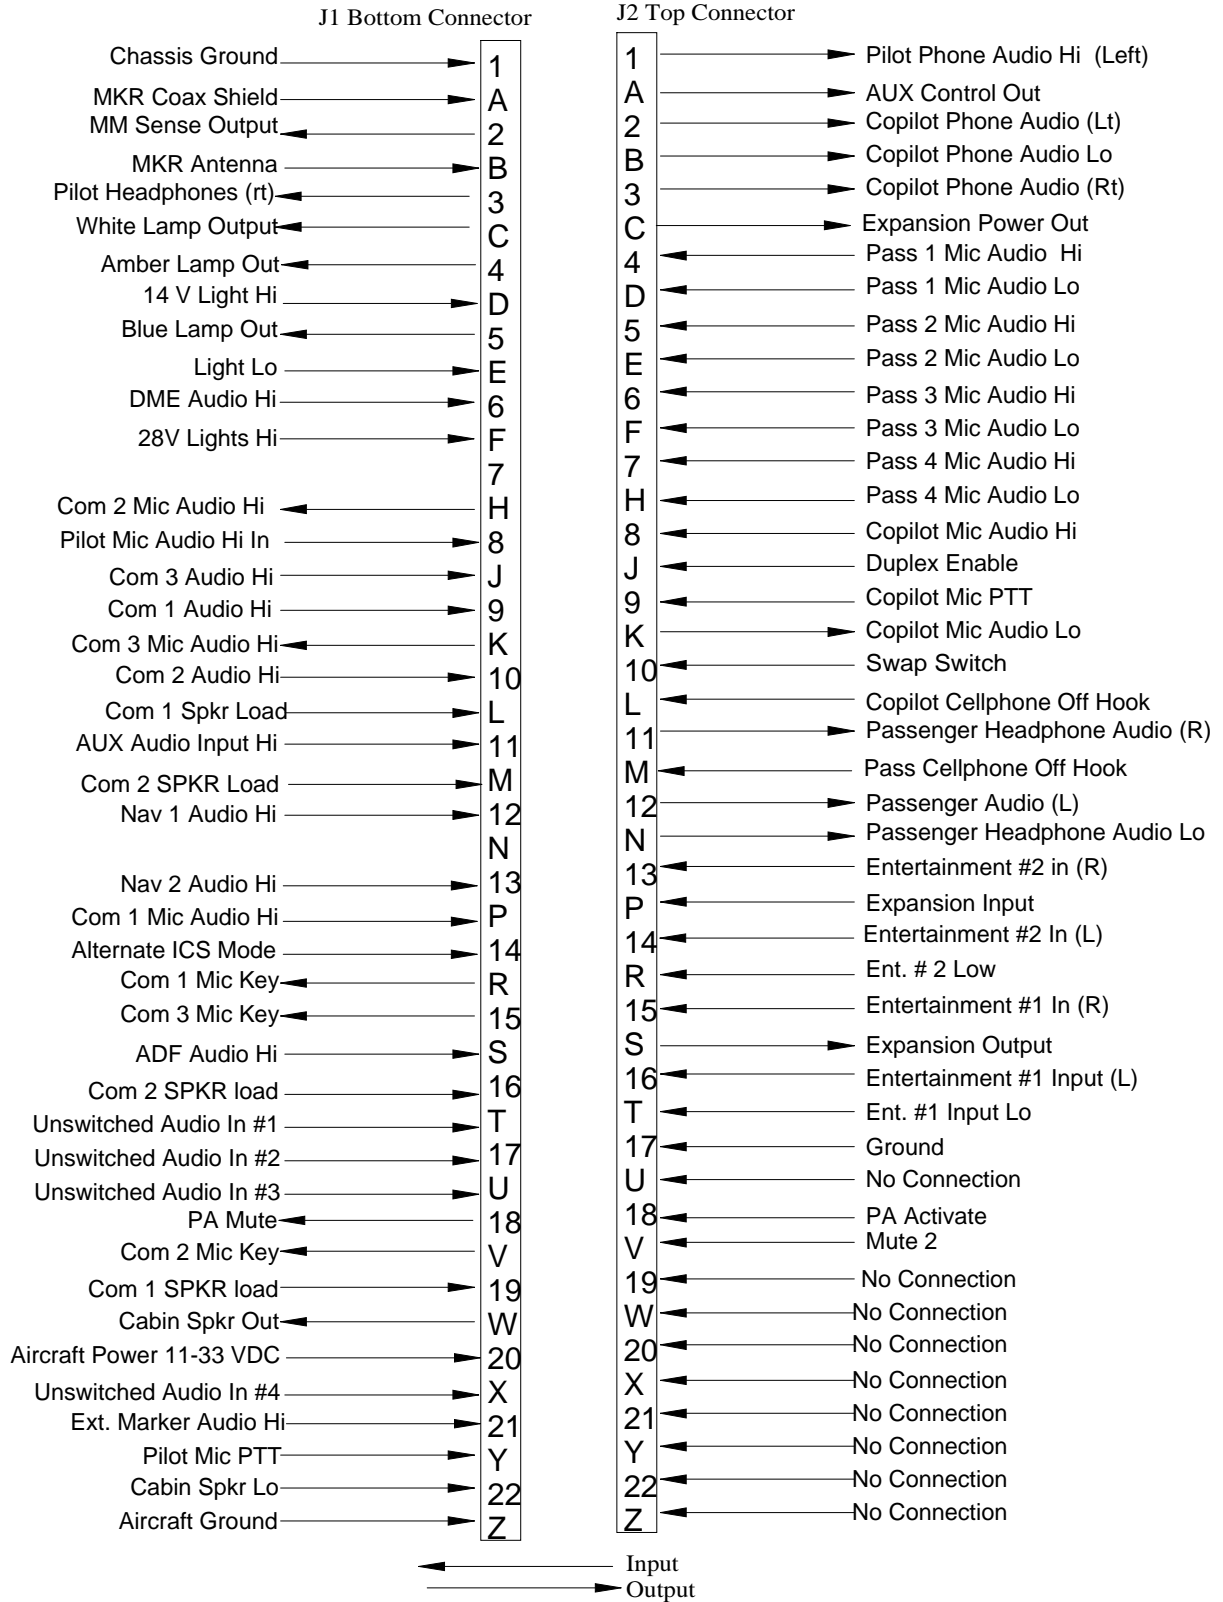 J1 Bottom Connector
Chassis Ground 1
MKR Coax Shield A
MM Sense Output 2
MKR Antenna B
Pilot Headphones (rt) 3
White Lamp Output C
Amber Lamp Out 4
14 V Light Hi D
Blue Lamp Out 5
Light Lo E
DME Audio Hi 6
28V Lights Hi F
7
Com 2 Mic Audio Hi H
Pilot Mic Audio Hi In 8
Com 3 Audio Hi J
Com 1 Audio Hi 9
Com 3 Mic Audio Hi K
Com 2 Audio Hi 10
Com 1 Spkr Load L
AUX Audio Input Hi 11
Com 2 SPKR Load M
Nav 1 Audio Hi 12
N
Nav 2 Audio Hi 13
Com 1 Mic Audio Hi P
Alternate ICS Mode 14
Com 1 Mic Key R
Com 3 Mic Key 15
ADF Audio Hi S
Com 2 SPKR load 16
Unswitched Audio In #1 T
Unswitched Audio In #2 17
Unswitched Audio In #3 U
PA Mute 18
Com 2 Mic Key V
Com 1 SPKR load 19
Cabin Spkr Out W
Aircraft Power 11-33 VDC 20
Unswitched Audio In #4 X
Ext. Marker Audio Hi 21
Pilot Mic PTT Y
Cabin Spkr Lo 22
Aircraft Ground Z
J2 Top Connector
1 Pilot Phone Audio Hi (Left)
A AUX Control Out
2 Copilot Phone Audio (Lt)
B Copilot Phone Audio Lo
3 Copilot Phone Audio (Rt)
C Expansion Power Out
4 Pass 1 Mic Audio Hi
D Pass 1 Mic Audio Lo
5 Pass 2 Mic Audio Hi
E Pass 2 Mic Audio Lo
6 Pass 3 Mic Audio Hi
F Pass 3 Mic Audio Lo
7 Pass 4 Mic Audio Hi
H Pass 4 Mic Audio Lo
8 Copilot Mic Audio Hi
J Duplex Enable
9 Copilot Mic PTT
K Copilot Mic Audio Lo
10 Swap Switch
L Copilot Cellphone Off Hook
11 Passenger Headphone Audio (R)
M Pass Cellphone Off Hook
12 Passenger Audio (L)
N Passenger Headphone Audio Lo
13 Entertainment #2 in (R)
P Expansion Input
14 Entertainment #2 In (L)
R Ent. # 2 Low
15 Entertainment #1 In (R)
S Expansion Output
16 Entertainment #1 Input (L)
T Ent. #1 Input Lo
17 Ground
U No Connection
18 PA Activate
V Mute 2
19 No Connection
W No Connection
20 No Connection
X No Connection
21 No Connection
Y No Connection
22 No Connection
Z No Connection
Input
Output